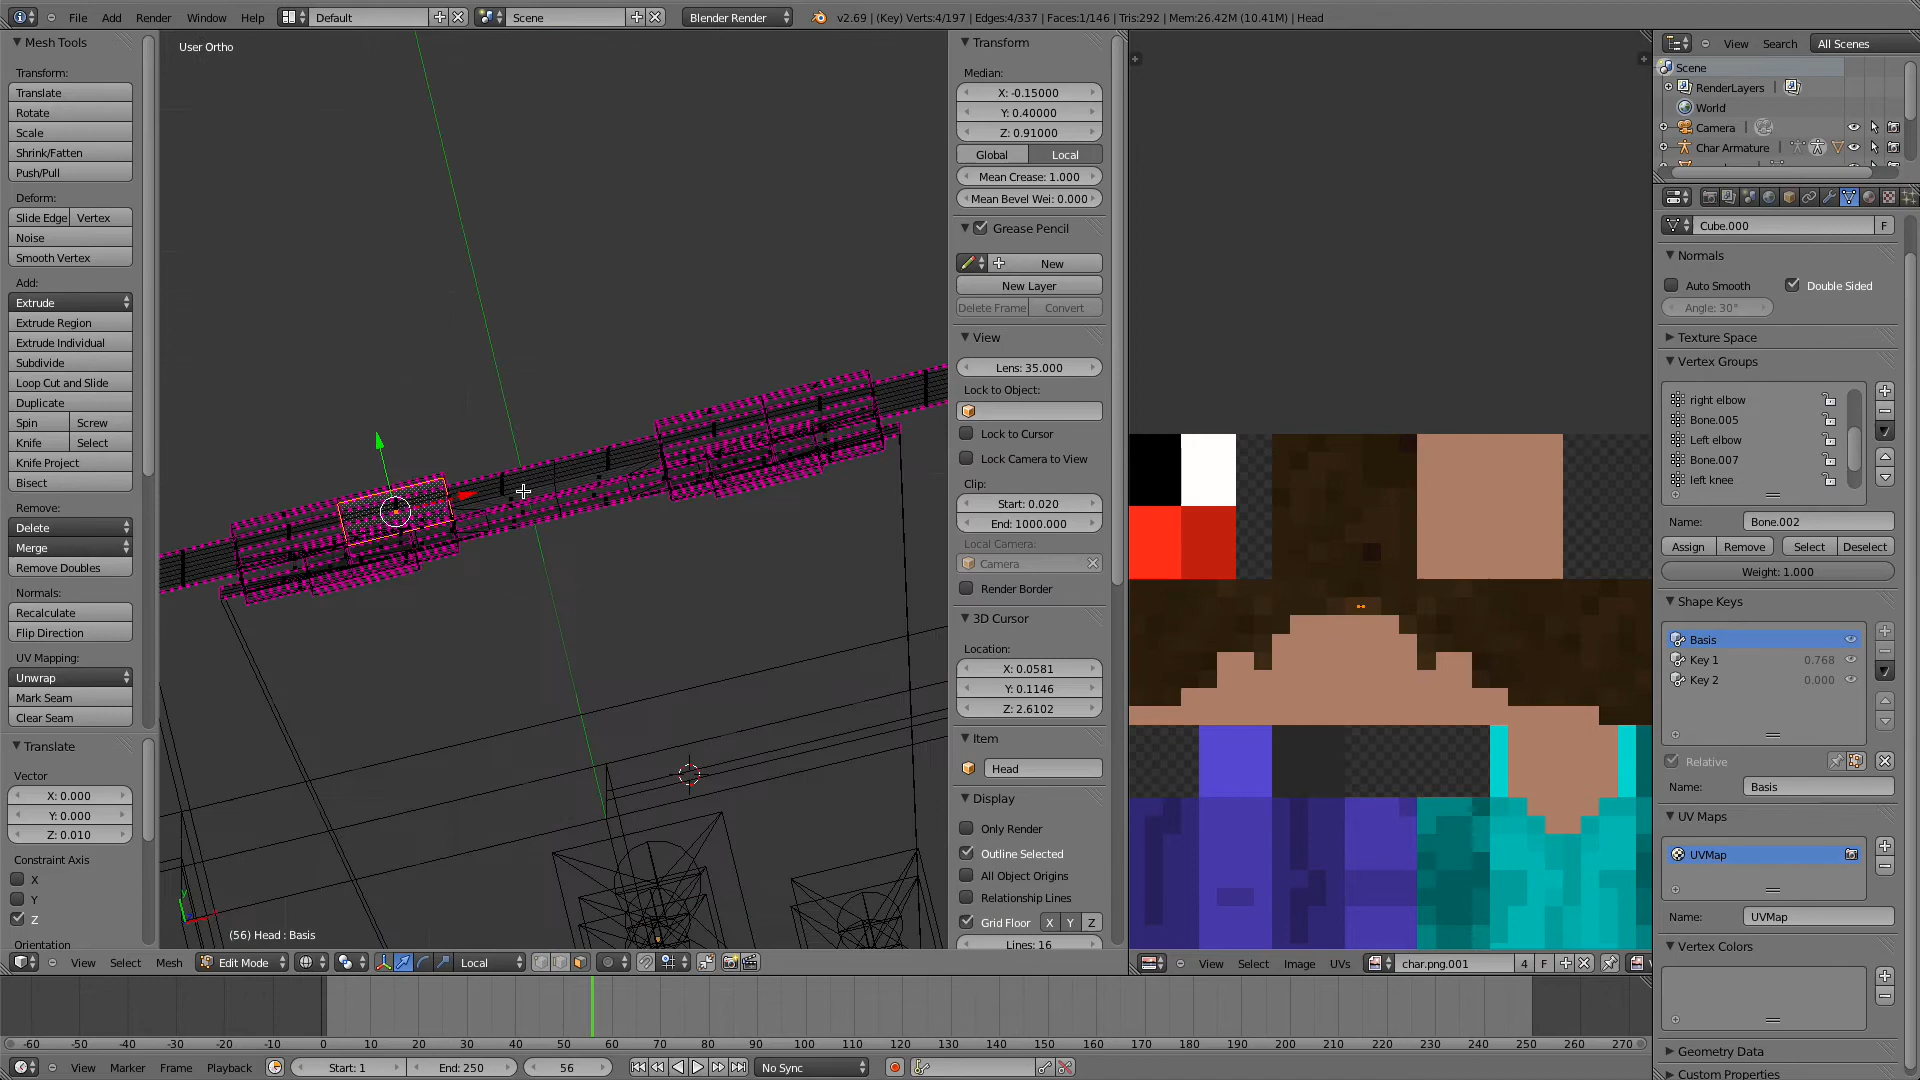 File Add Render Window Help Default Scene Blender Render v2.69 | (Key) Verts:4/197 | Edges:4/337 | Faces:1/146 | Tris:292 | Mem:26.42M (10.41M) | Head
Mesh Tools
Transform:
Translate
Rotate
Scale
Shrink/Fatten
Push/Pull
Deform:
Slide Edge Vertex
Noise
Smooth Vertex
Add:
Extrude
Extrude Region
Extrude Individual
Subdivide
Loop Cut and Slide
Duplicate
Spin Screw
Knife Select
Knife Project
Bisect
Remove:
Delete
Merge
Remove Doubles
Normals:
Recalculate
Flip Direction
UV Mapping:
Unwrap
Mark Seam
Clear Seam
Translate
Vector
X: 0.000
Y: 0.000
Z: 0.010
Constraint Axis
X
Y
Z
Orientation
User Ortho
(56) Head : Basis
Transform
Median:
X: -0.15000
Y: 0.40000
Z: 0.91000
Global Local
Mean Crease: 1.000
Mean Bevel Wei: 0.000
Grease Pencil
New
New Layer
Delete Frame Convert
View
Lens: 35.000
Lock to Object:
Lock to Cursor
Lock Camera to View
Clip:
Start: 0.020
End: 1000.000
Local Camera:
Camera
Render Border
3D Cursor
Location:
X: 0.0581
Y: 0.1146
Z: 2.6102
Item
Head
Display
Only Render
Outline Selected
All Object Origins
Relationship Lines
Grid Floor X Y Z
Lines: 16
View Search All Scenes
Scene
RenderLayers
World
Camera
Char Armature
Cube.000 F
Normals
Auto Smooth Double Sided
Angle: 30°
Texture Space
Vertex Groups
right elbow
Bone.005
Left elbow
Bone.007
left knee
Name: Bone.002
Assign Remove Select Deselect
Weight: 1.000
Shape Keys
Basis
Key 1 0.768
Key 2 0.000
Relative
Name: Basis
UV Maps
UVMap
Name: UVMap
Vertex Colors
Geometry Data
Custom Properties
View Select Mesh Edit Mode Local
View Select Image UVs char.png.001 4 F
-60 -50 -40 -30 -20 -10 0 10 20 30 40 50 60 70 80 90 100 110 120 130 140 150 160 170 180 190 200 210 220 230 240 250 260 270
View Marker Frame Playback Start: 1 End: 250 56 No Sync